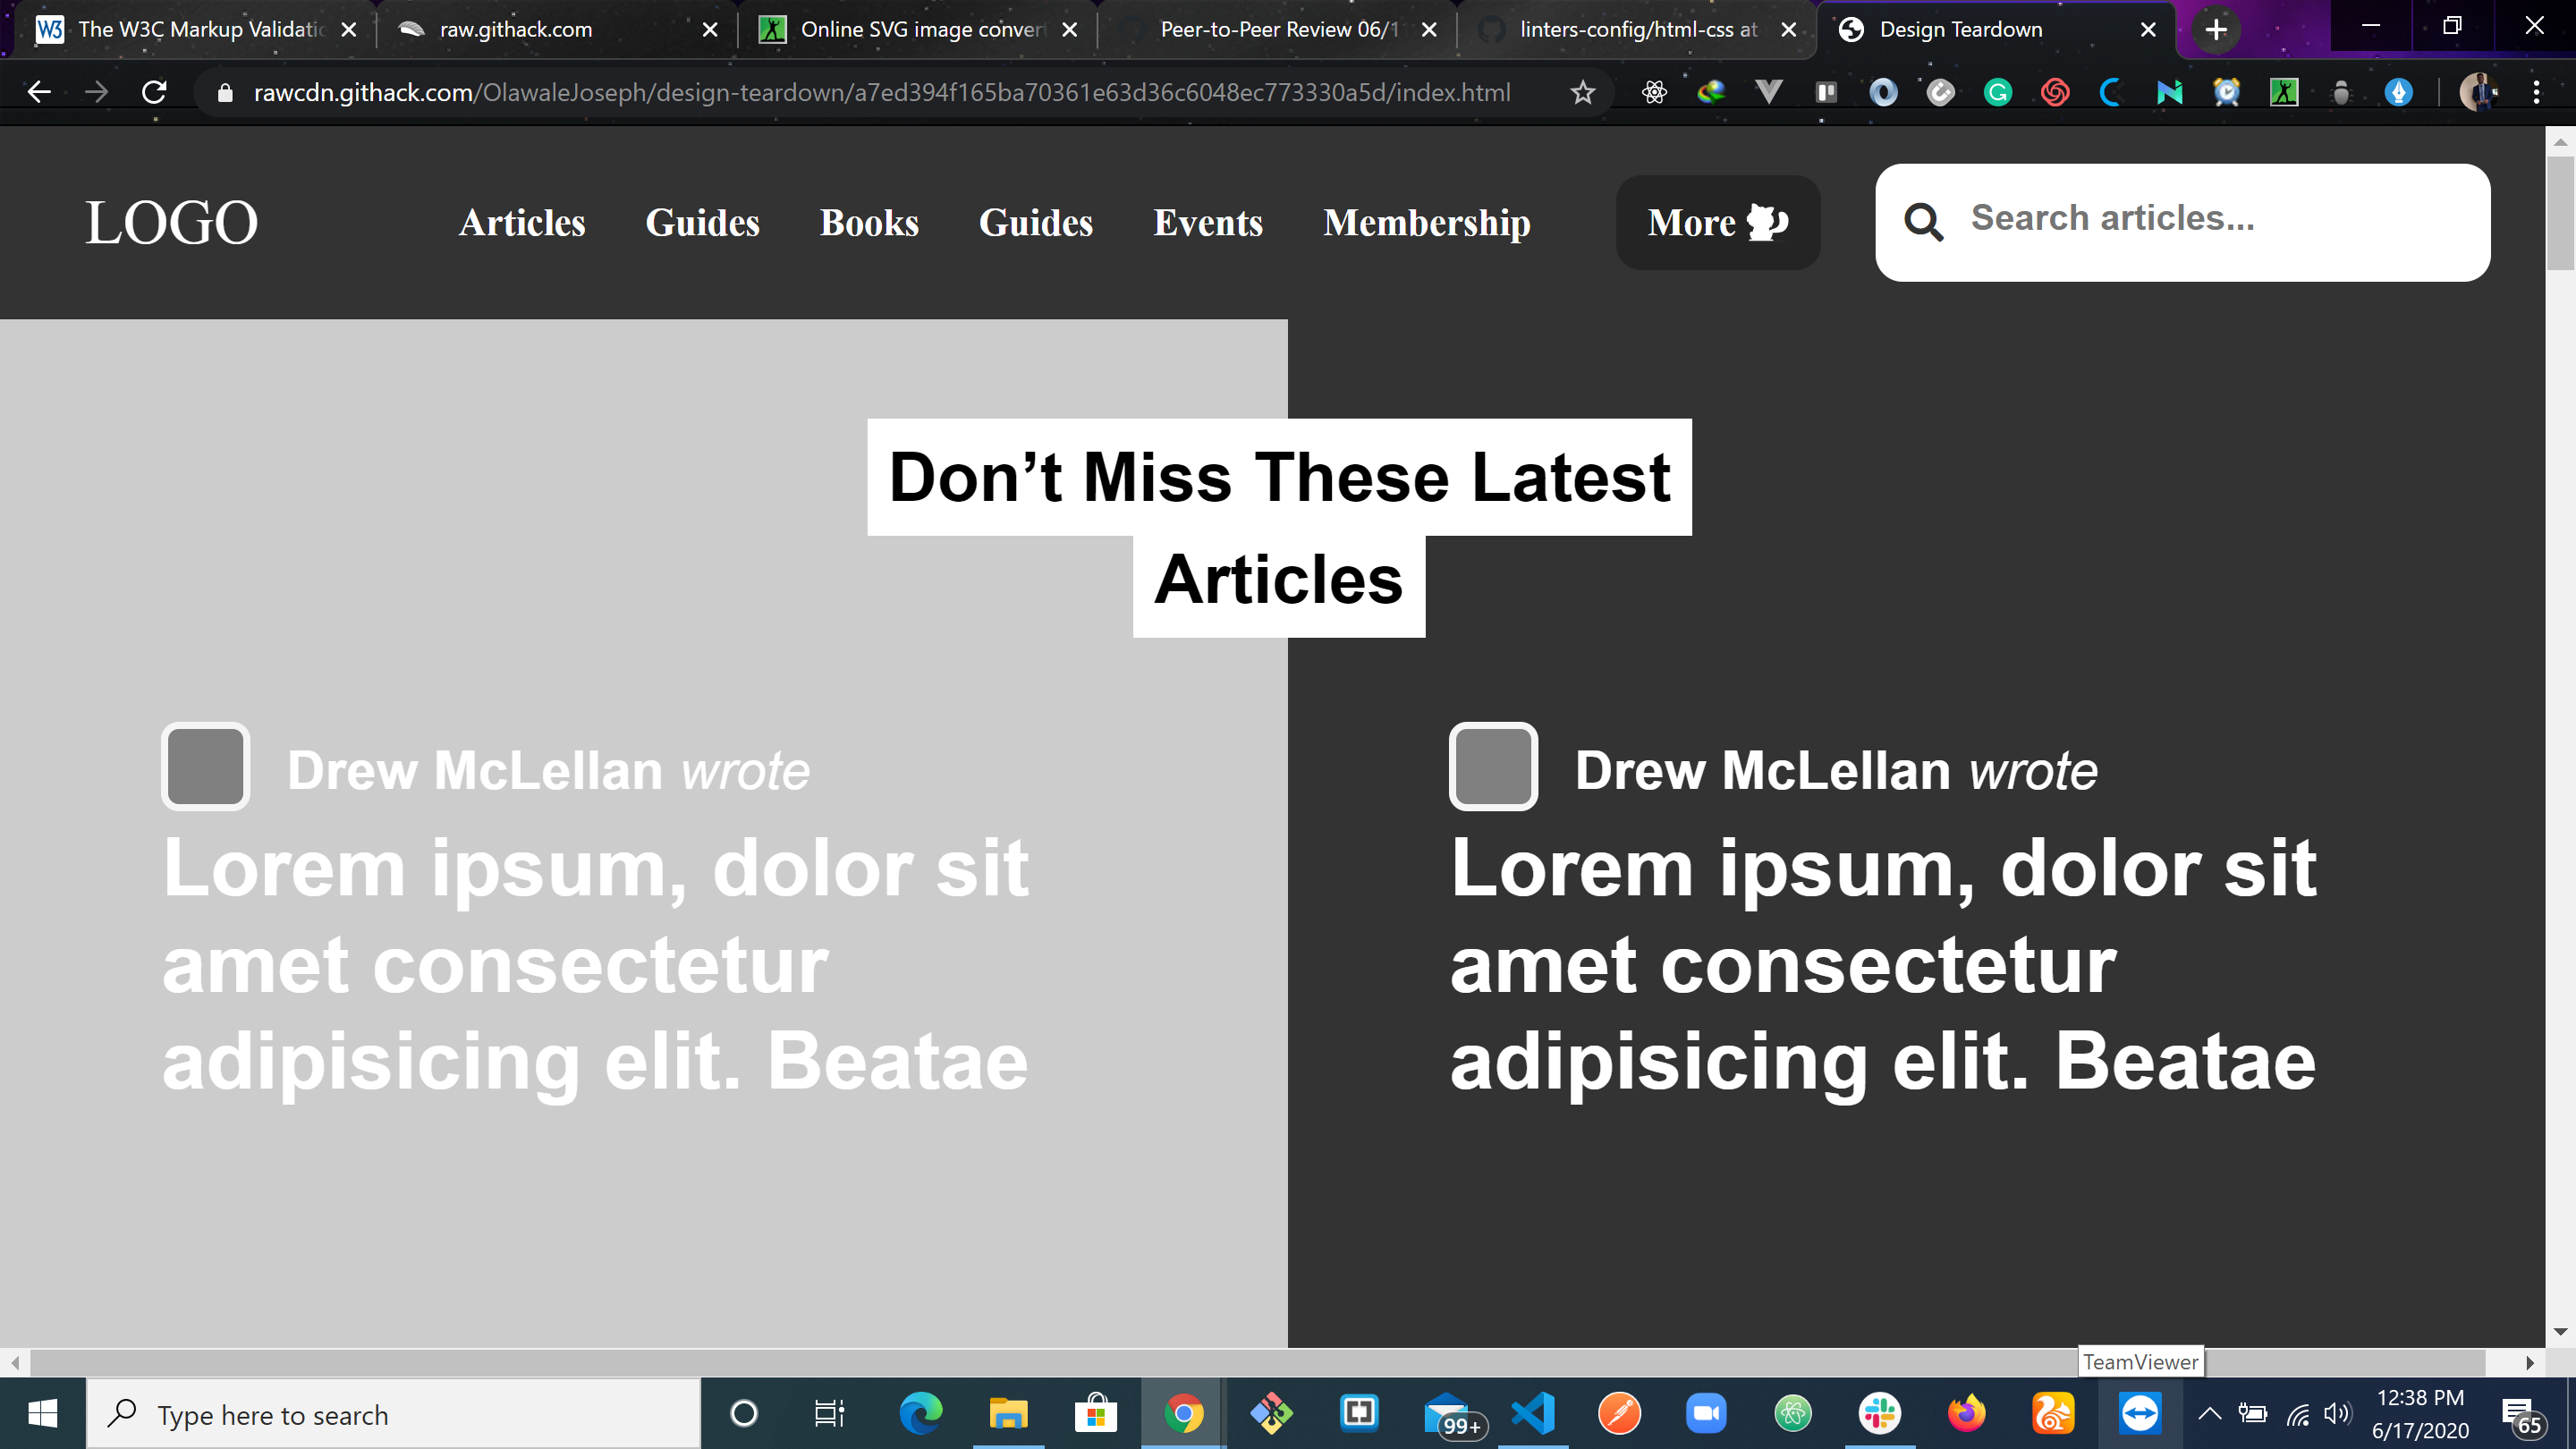 The W3C Markup Validatic
raw.githack.com
Online SVG image conver
Peer-to-Peer Review 06/1
linters-config/html-css at
Design Teardown
rawcdn.githack.com/OlawaleJoseph/design-teardown/a7ed394f165ba70361e63d36c6048ec773330a5d/index.html
LOGO
Articles
Guides
Books
Guides
Events
Membership
More
Search articles...
Don’t Miss These Latest
Articles
Drew McLellan wrote
Lorem ipsum, dolor sit
amet consectetur
adipisicing elit. Beatae
Drew McLellan wrote
Lorem ipsum, dolor sit
amet consectetur
adipisicing elit. Beatae
TeamViewer
Type here to search
99+
12:38 PM
6/17/2020
65